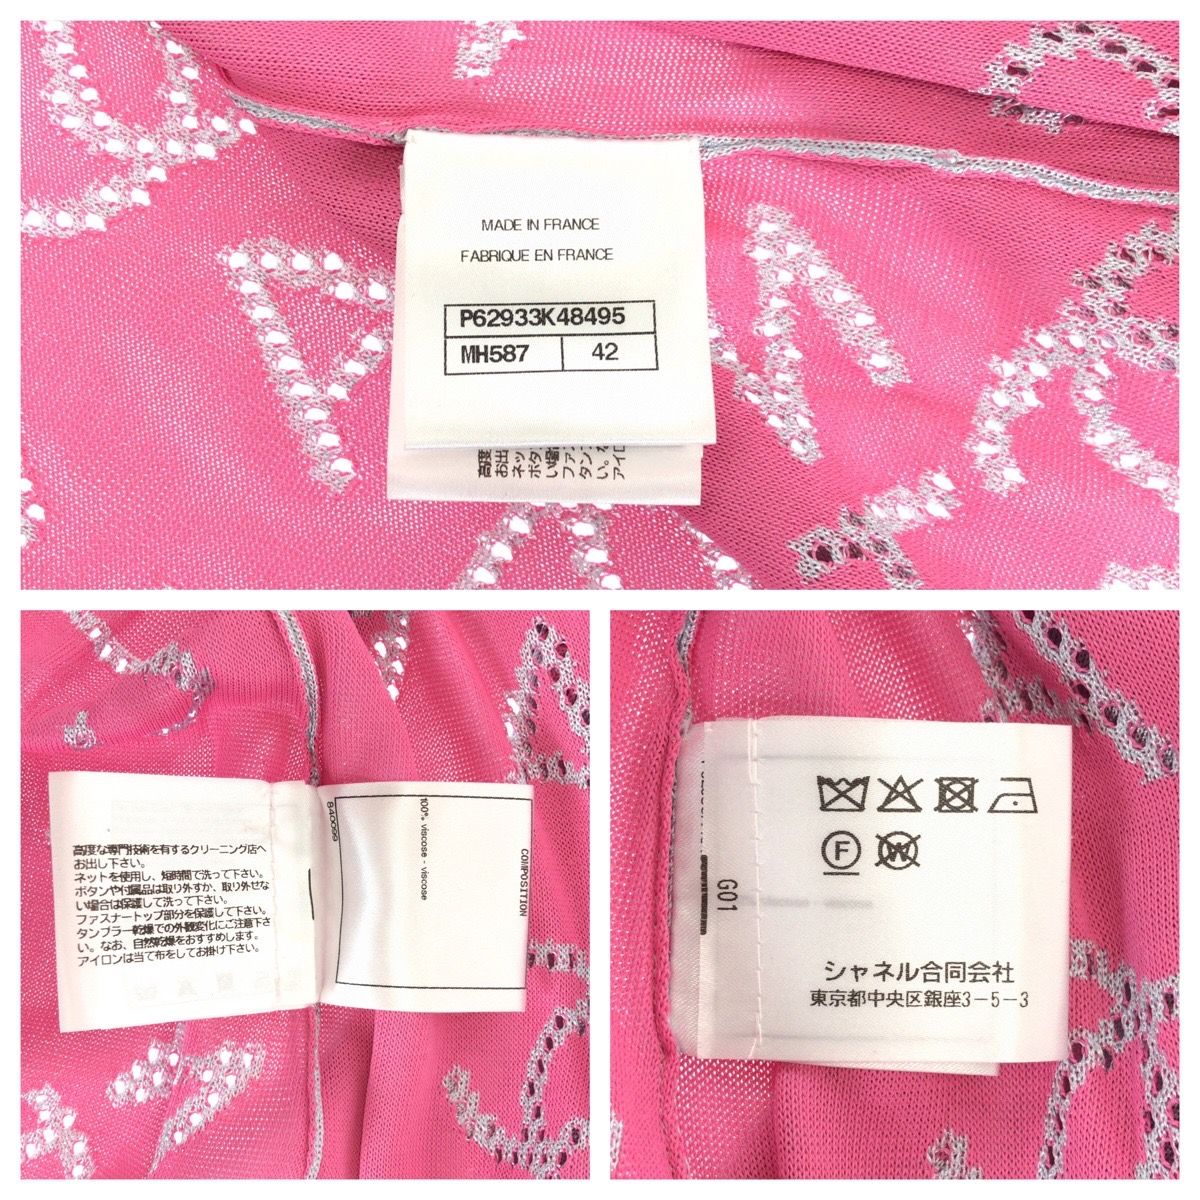 MADE IN FRANCE
FABRIQUE EN FRANCE
P62933K48495
MH587 42
高度な専門技術を有するクリーニング店へ
お出し下さい。
ネットを使用し、短時間で洗って下さい。
ボタンや付属品は取り外すか、取り外せな
い場合は保護して洗って下さい。
ファスナートップ部分を保護して下さい。
タンブラー乾燥での外観変化にご注意下さ
い。なお、自然乾燥をおすすめします。
アイロンは当て布をしてお掛け下さい。
COMPOSITION
100% viscose - viscose
840099
F
W
G01
シャネル合同会社
東京都中央区銀座3-5-3